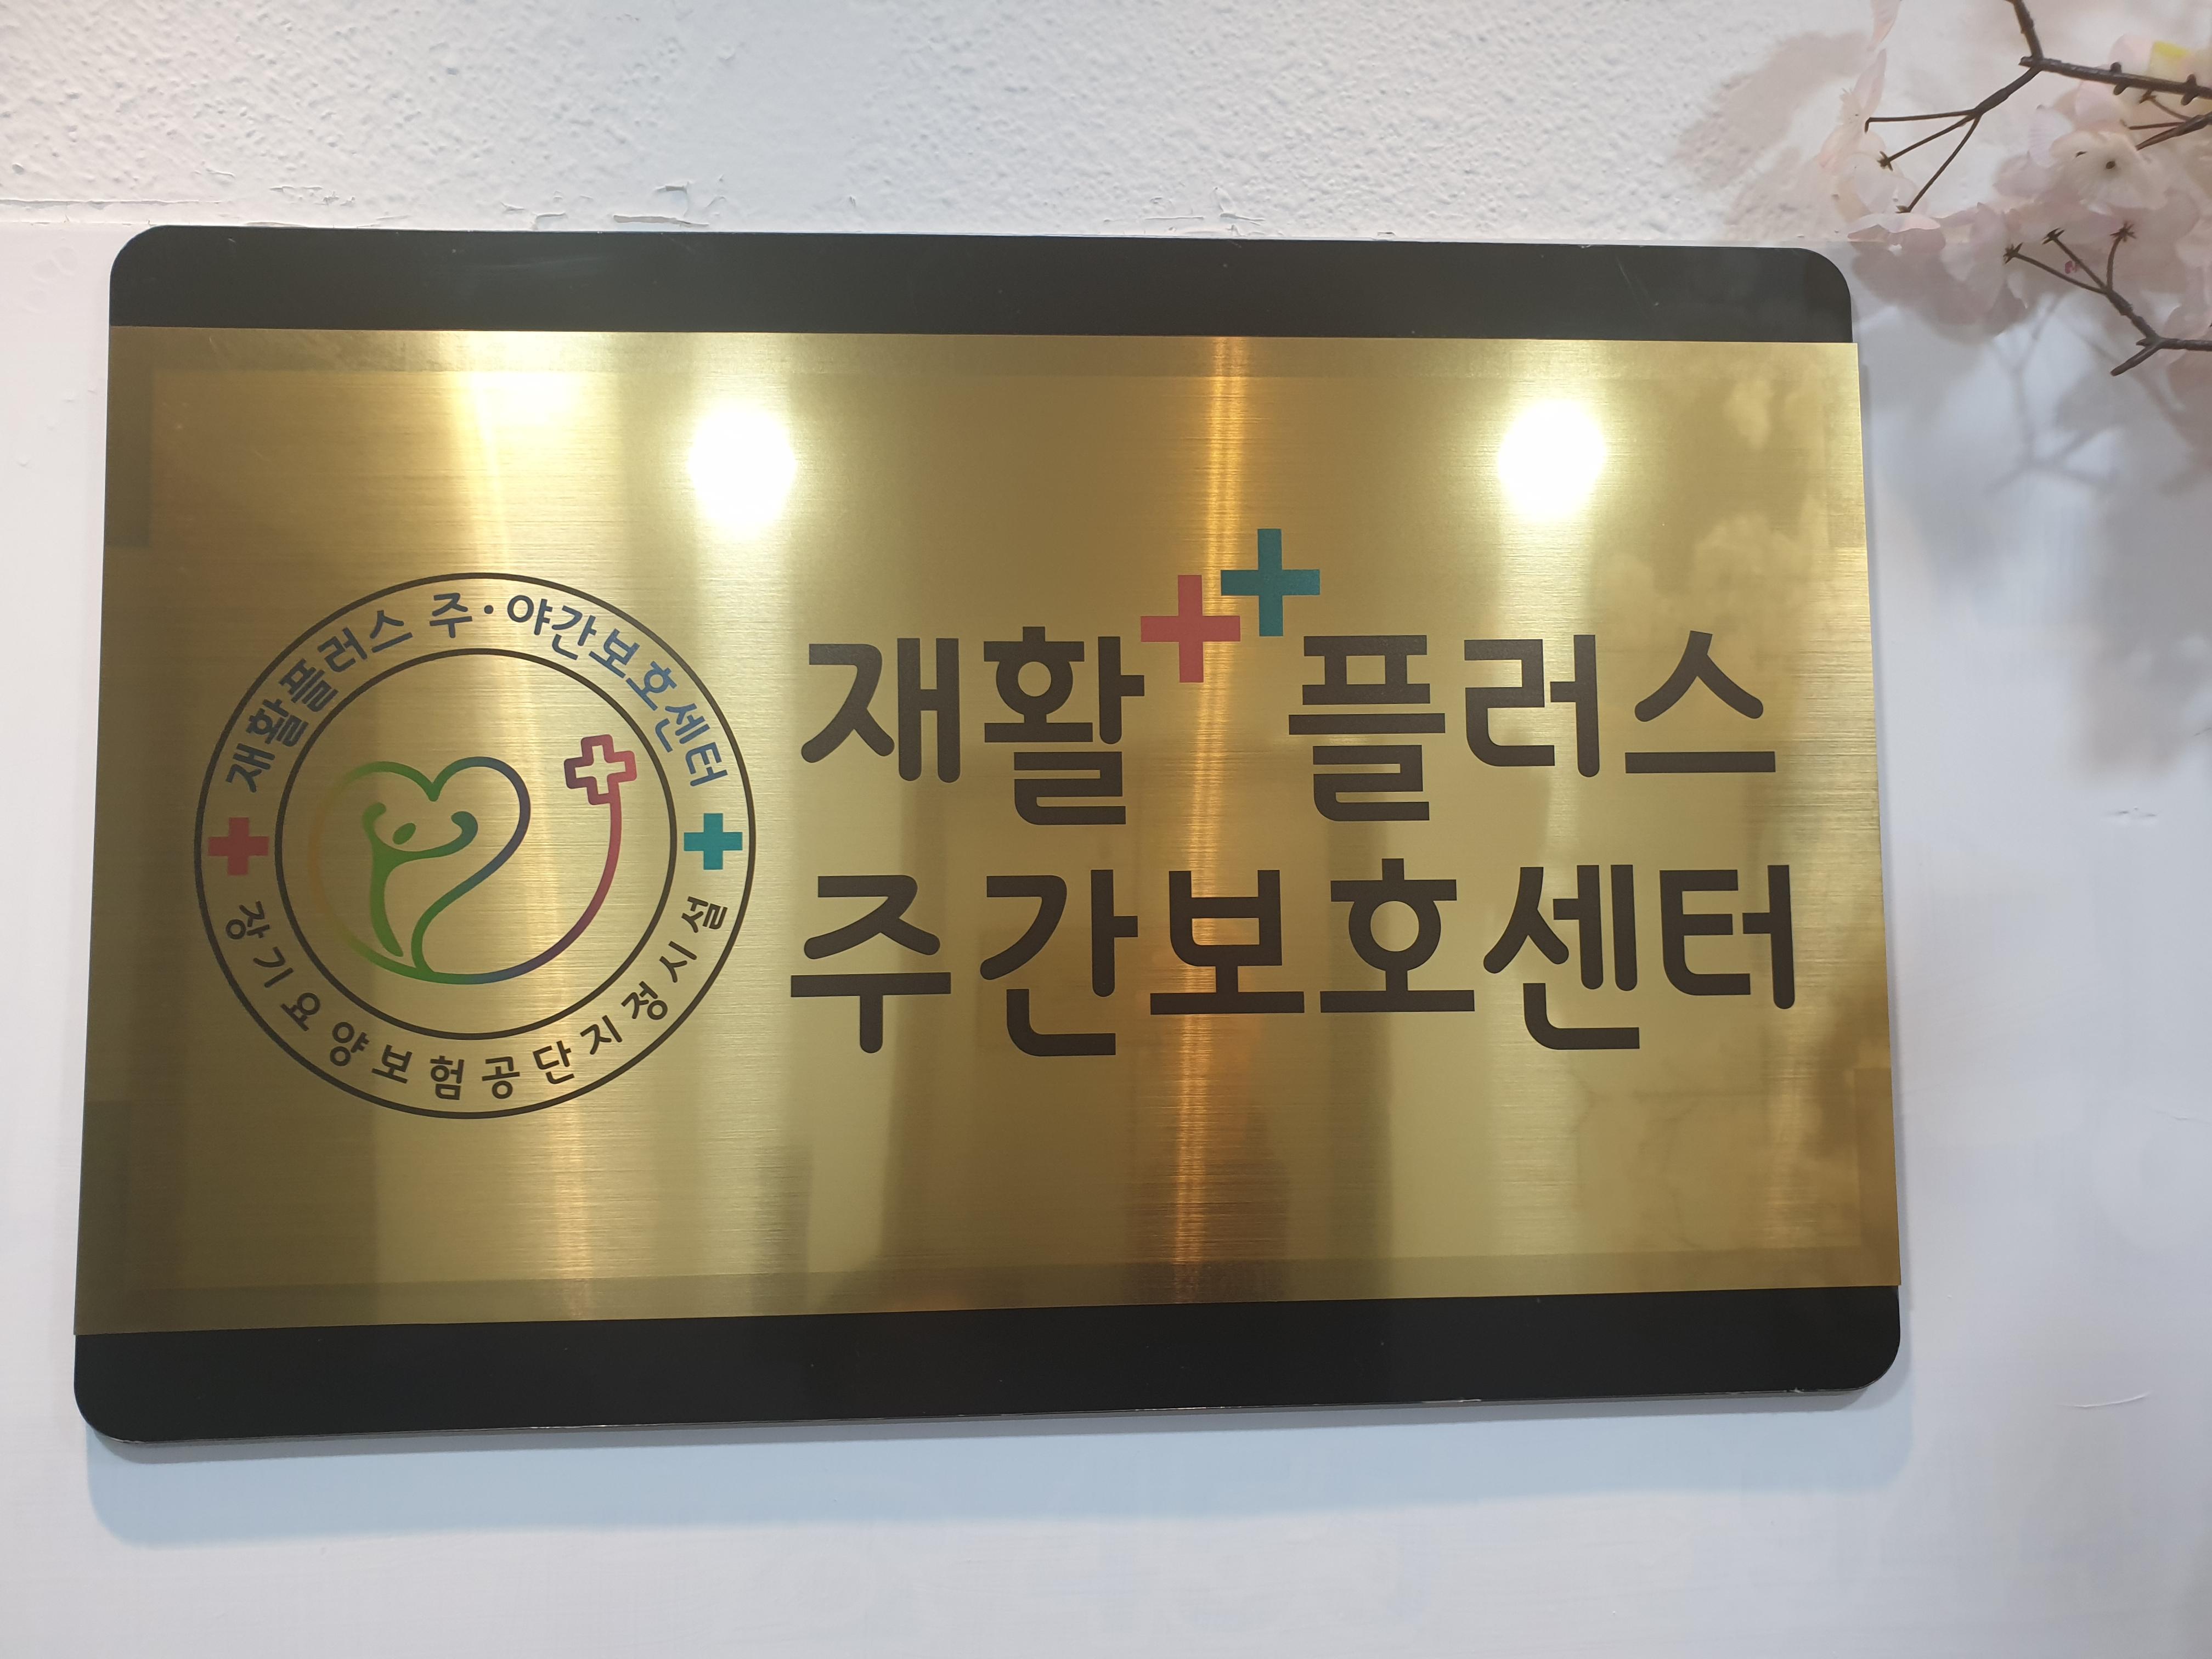 재활플러스 주·야간보호센터
장기요양보험공단지정시설
재활플러스
주간보호센터